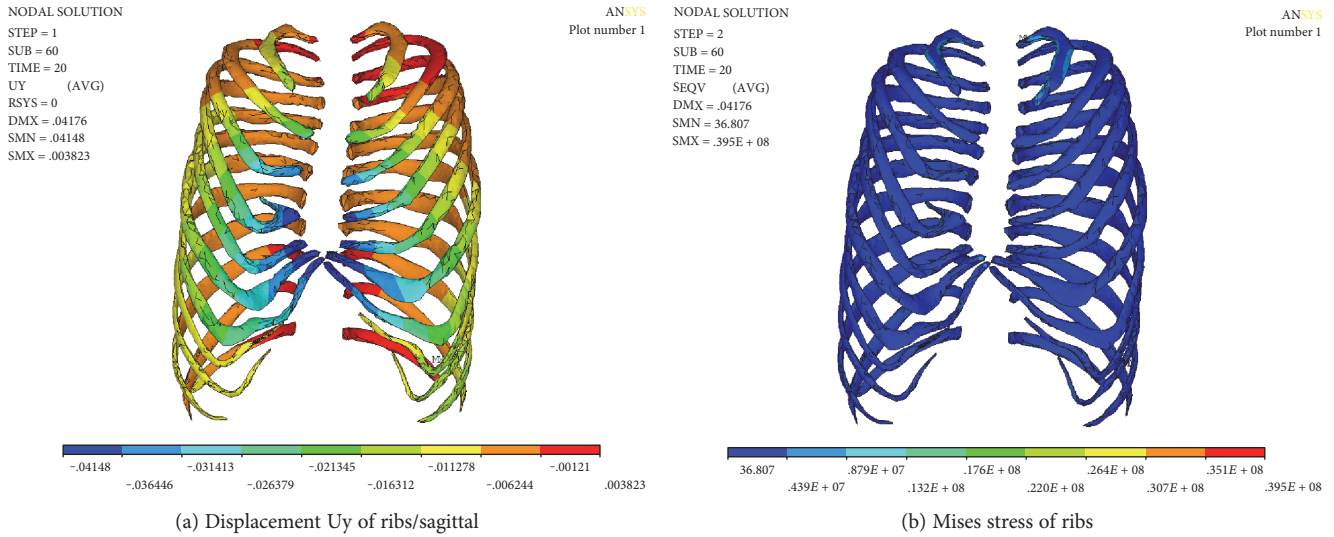 NODAL SOLUTION
STEP = 1
SUB = 60
TIME = 20
UY (AVG)
RSYS = 0
DMX = .04176
SMN = .04148
SMX = .003823
ANSYS
Plot number 1
-.04148 -.031413 -.021345 -.011278 -.00121
-.036446 -.026379 -.016312 -.006244 .003823
(a) Displacement Uy of ribs/sagittal
NODAL SOLUTION
STEP = 2
SUB = 60
TIME = 20
SEQV (AVG)
DMX = .04176
SMN = 36.807
SMX = .395E + 08
ANSYS
Plot number 1
36.807 .879E + 07 .176E + 08 .264E + 08 .351E + 08
.439E + 07 .132E + 08 .220E + 08 .307E + 08 .395E + 08
(b) Mises stress of ribs